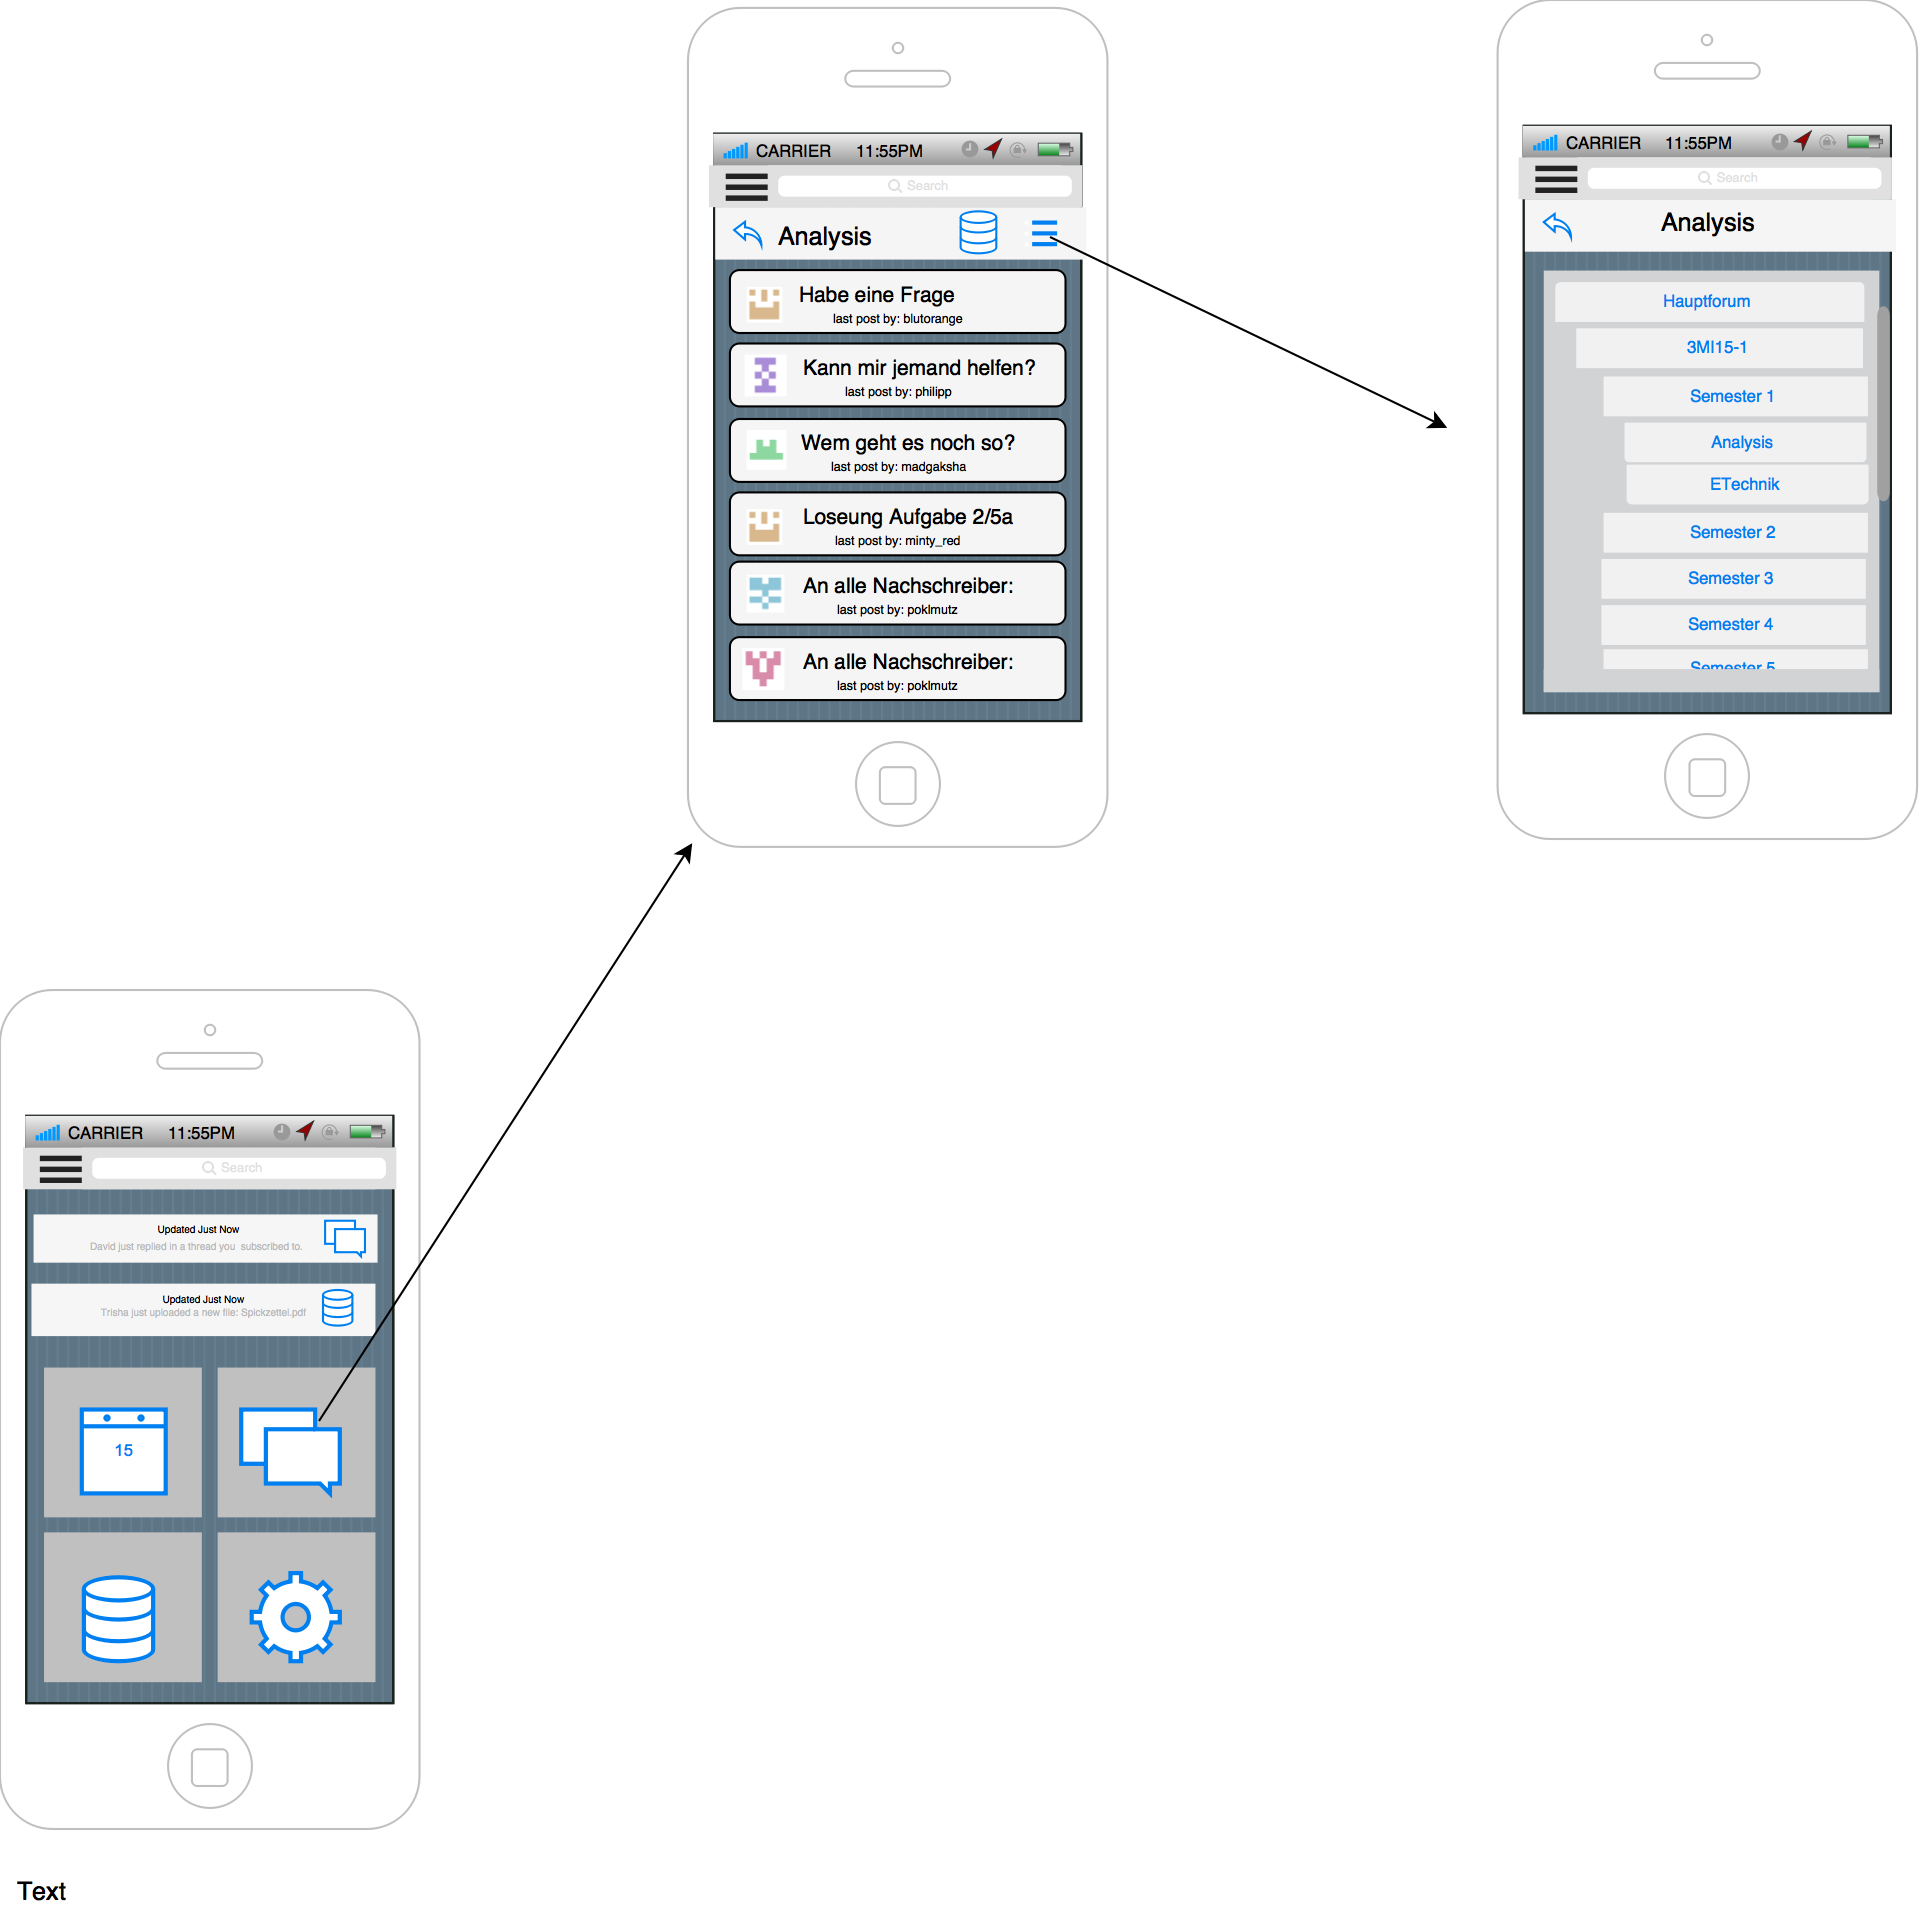 CARRIER 11:55PM
Search
Analysis
Habe eine Frage
last post by: blutorange
Kann mir jemand helfen?
last post by: philipp
Wem geht es noch so?
last post by: madgaksha
Loseung Aufgabe 2/5a
last post by: minty_red
An alle Nachschreiber:
last post by: poklmutz
An alle Nachschreiber:
last post by: poklmutz
CARRIER 11:55PM
Search
Analysis
Hauptforum
3MI15-1
Semester 1
Analysis
ETechnik
Semester 2
Semester 3
Semester 4
Semester 5
CARRIER 11:55PM
Search
Updated Just Now
David just replied in a thread you subscribed to.
Updated Just Now
Trisha just uploaded a new file: Spickzettel.pdf
15
Text